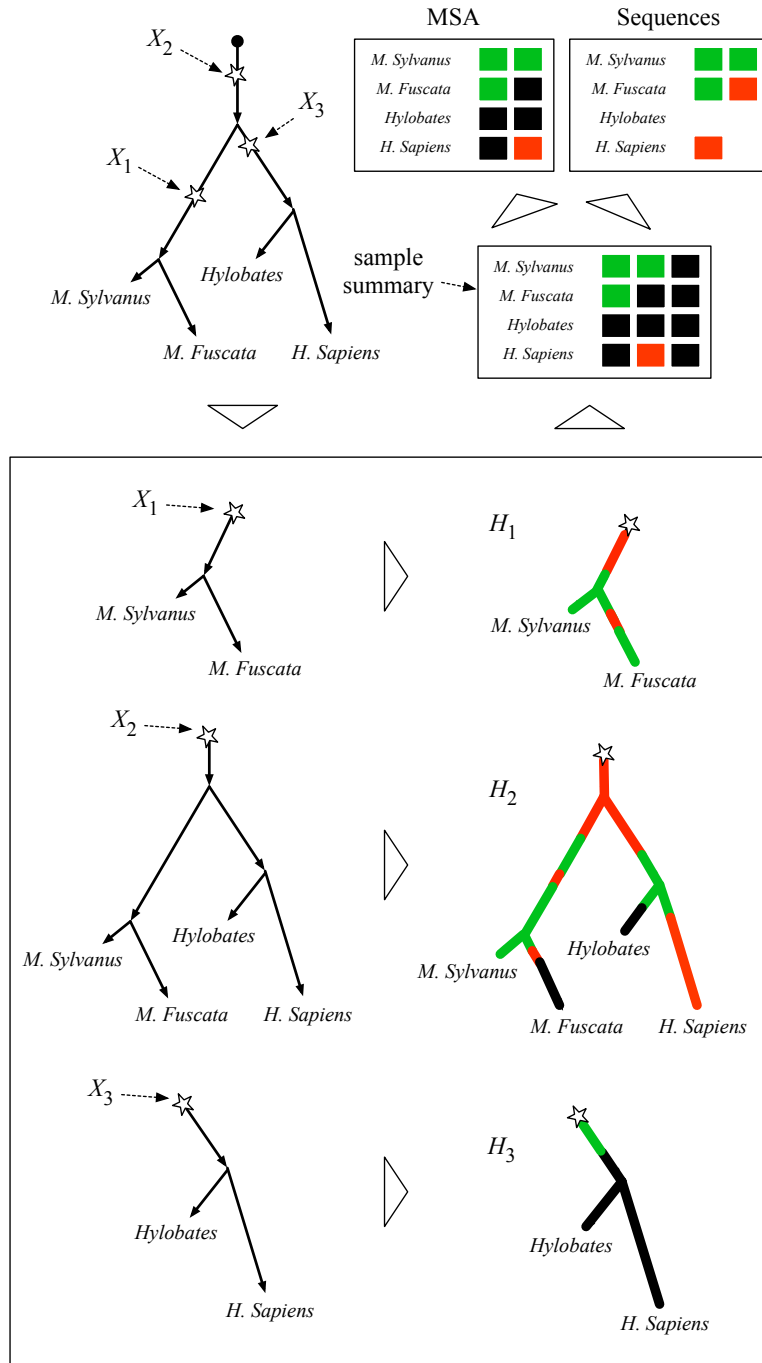 MSA
Sequences
X2
X3
X1
M. Sylvanus
M. Fuscata
Hylobates
H. Sapiens
M. Sylvanus
M. Fuscata
Hylobates
H. Sapiens
M. Sylvanus
M. Fuscata
Hylobates
H. Sapiens
sample
summary
M. Sylvanus
M. Fuscata
Hylobates
H. Sapiens
X1
M. Sylvanus
M. Fuscata
H1
M. Sylvanus
M. Fuscata
X2
Hylobates
M. Sylvanus
M. Fuscata
H. Sapiens
H2
Hylobates
M. Sylvanus
M. Fuscata
H. Sapiens
X3
Hylobates
H. Sapiens
H3
Hylobates
H. Sapiens